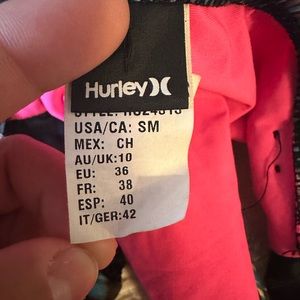 Hurley
USA/CA: SM
MEX: CH
AU/UK:10
EU: 36
FR: 38
ESP: 40
IT/GER:42